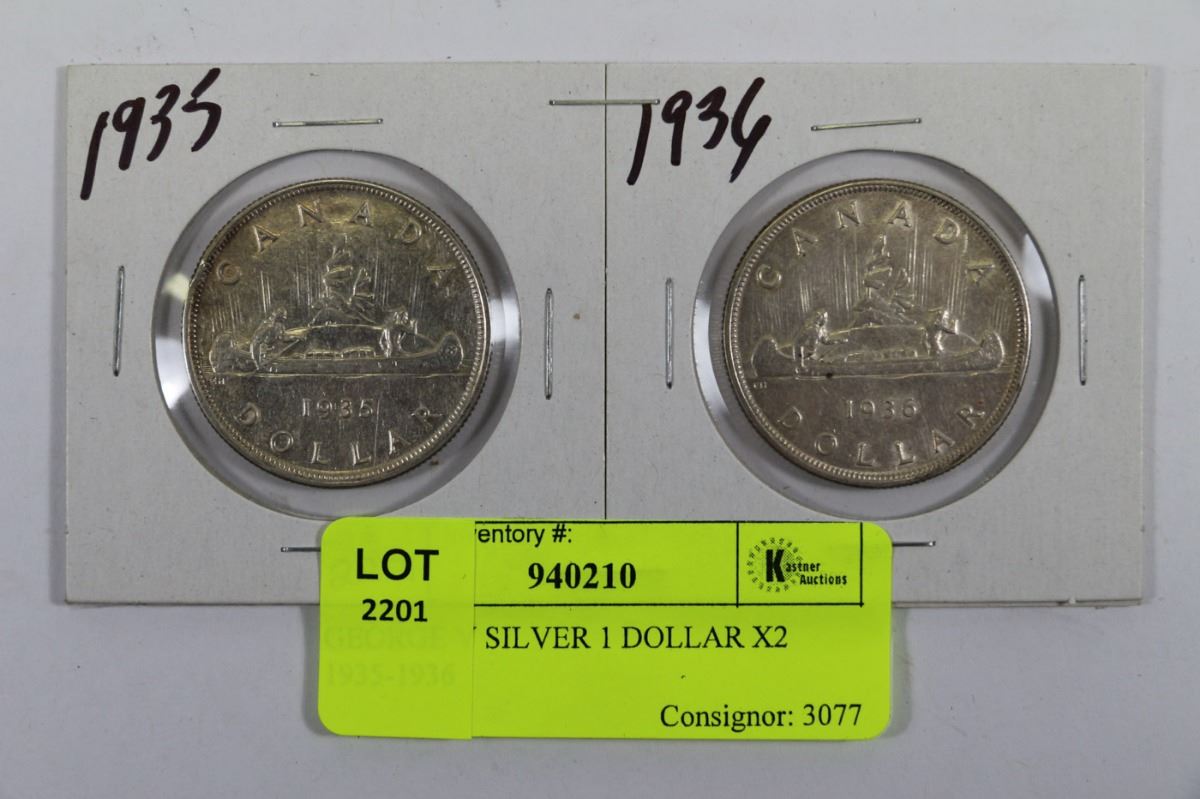 1935
1936
CANADA
1935
DOLLAR
CANADA
1936
DOLLAR
LOT
2201
ventory #:
940210
Kastner
Auctions
GEORGE V SILVER 1 DOLLAR X2
1935-1936
Consignor: 3077